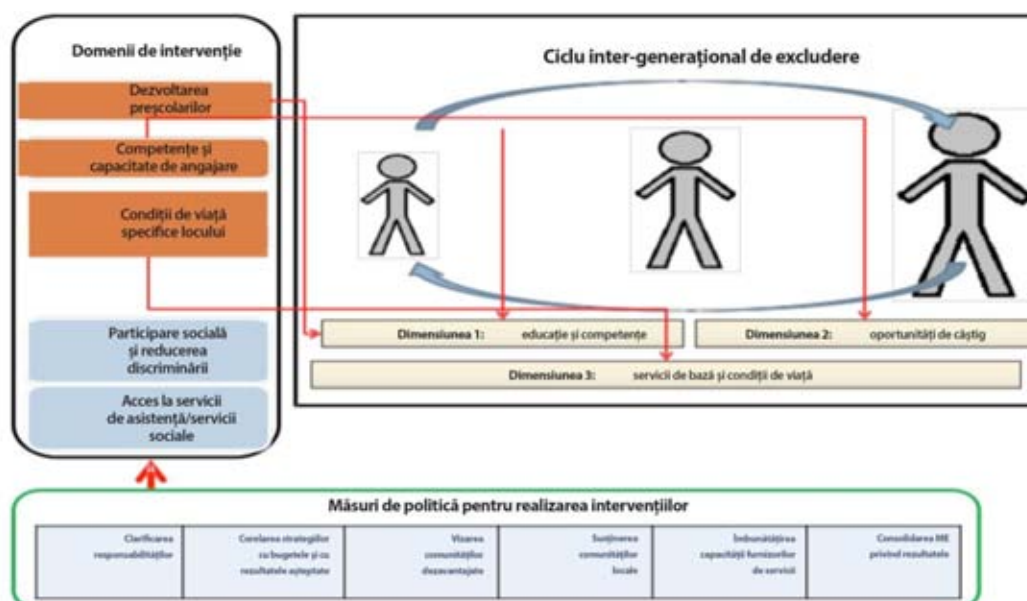 Domenii de intervenție
Dezvoltarea
preșcolarilor
Competențe și
capacitate de angajare
Condiții de viață
specifice locului
Participare socială
și reducerea
discriminării
Acces la servicii
de asistență/servicii
sociale
Ciclu inter-generațional de excludere
Dimensiunea 1: educație și competențe
Dimensiunea 2: oportunități de câștig
Dimensiunea 3: servicii de bază și condiții de viață
Măsuri de politică pentru realizarea intervențiilor
Clarificarea
responsabilităților
Corelarea strategiilor
cu bugetele și cu
rezultatele așteptate
Vizarea
comunităților
dezavantajate
Susținerea
comunităților
locale
Îmbunătățirea
capacității furnizorilor
de servicii
Consolidarea ME
privind rezultatele